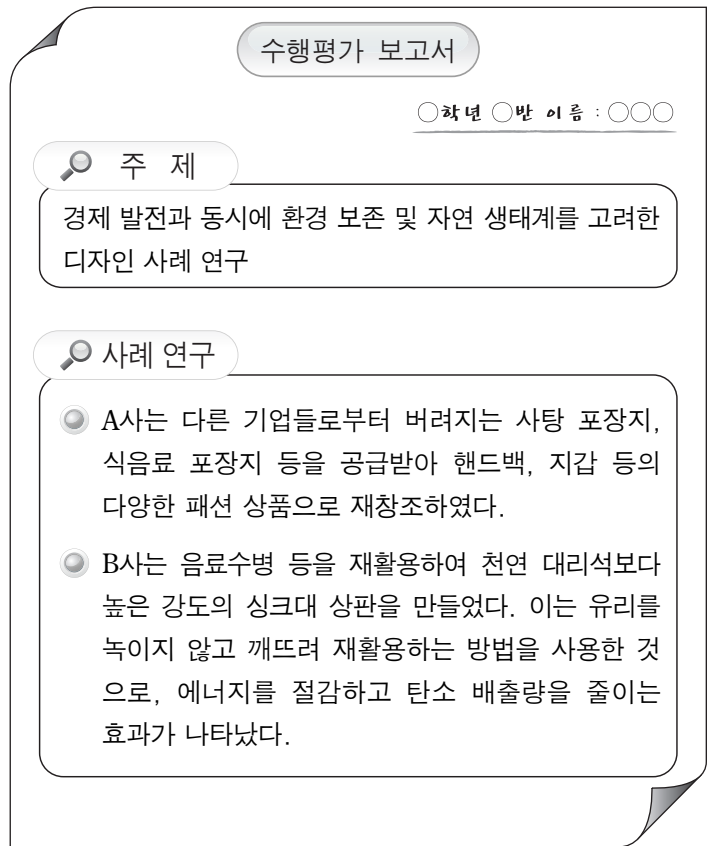 수행평가 보고서
○학년 ○반 이름 : ○○○
주 제
경제 발전과 동시에 환경 보존 및 자연 생태계를 고려한
디자인 사례 연구
사례 연구
A사는 다른 기업들로부터 버려지는 사탕 포장지,
식음료 포장지 등을 공급받아 핸드백, 지갑 등의
다양한 패션 상품으로 재창조하였다.
B사는 음료수병 등을 재활용하여 천연 대리석보다
높은 강도의 싱크대 상판을 만들었다. 이는 유리를
녹이지 않고 깨뜨려 재활용하는 방법을 사용한 것
으로, 에너지를 절감하고 탄소 배출량을 줄이는
효과가 나타났다.